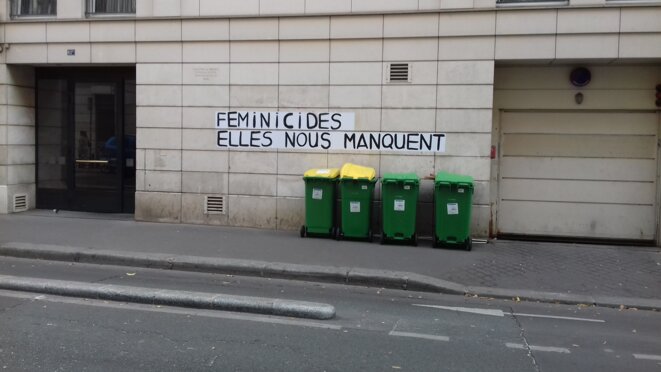 FEMINICIDES
ELLES NOUS MANQUENT